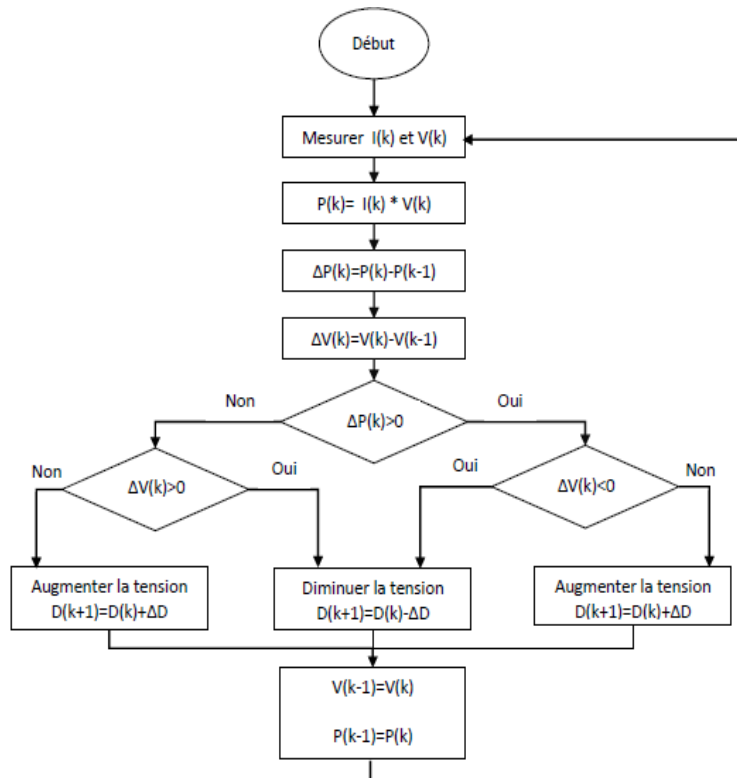 Début
Mesurer I(k) et V(k)
P(k)= I(k) * V(k)
ΔP(k)=P(k)-P(k-1)
ΔV(k)=V(k)-V(k-1)
Non
ΔP(k)>0
Oui
Non
ΔV(k)>0
Oui
Oui
ΔV(k)<0
Non
Augmenter la tension
D(k+1)=D(k)+ΔD
Diminuer la tension
D(k+1)=D(k)-ΔD
Augmenter la tension
D(k+1)=D(k)+ΔD
V(k-1)=V(k)
P(k-1)=P(k)